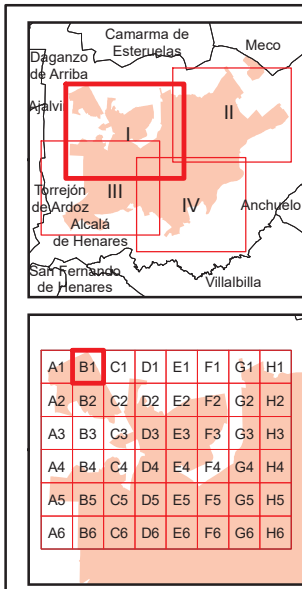 Camarma de
Esteruelas
Meco
Daganzo
de Arriba
Ajalvir
I
II
Torrejón
de Ardoz
III
IV
Anchuelo
Alcalá
de Henares
San Fernando
de Henares
Villalbilla
A1 B1 C1 D1 E1 F1 G1 H1
A2 B2 C2 D2 E2 F2 G2 H2
A3 B3 C3 D3 E3 F3 G3 H3
A4 B4 C4 D4 E4 F4 G4 H4
A5 B5 C5 D5 E5 F5 G5 H5
A6 B6 C6 D6 E6 F6 G6 H6